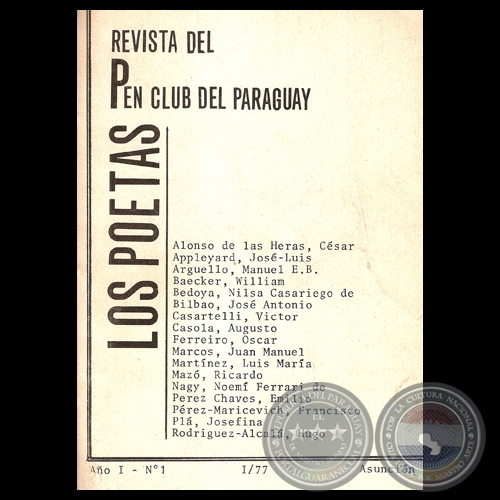 REVISTA DEL
PEN CLUB DEL PARAGUAY
LOS POETAS
Alonso de las Heras, César
Appleyard, José-Luis
Arguello, Manuel E.B.
Baecker, William
Bedoya, Nilsa Casariego de
Bilbao, José Antonio
Casartelli, Victor
Casola, Augusto
Ferreiro, Oscar
Marcos, Juan Manuel
Martínez, Luis María
Mazó, Ricardo
Nagy, Noemí Ferrari de
Perez Chaves, Emilio
Pérez-Maricevich, Francisco
Plá, Josefina
Rodriguez-Alcalá, Hugo
Año I - N°1 I/77 Asunción